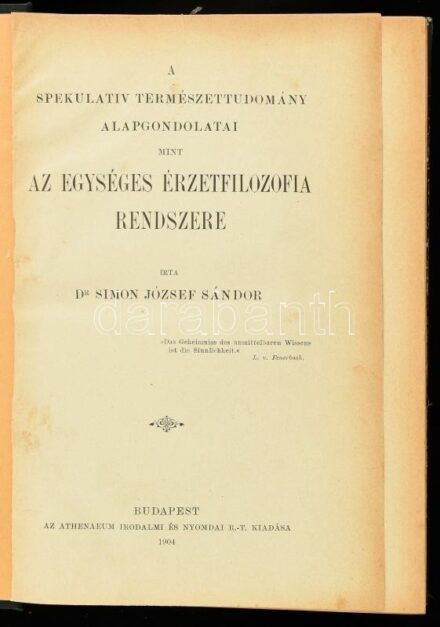 A
SPEKULATIV TERMÉSZETTUDOMÁNY
ALAPGONDOLATAI
MINT
AZ EGYSÉGES ÉRZETFILOZOFIA
RENDSZERE
IRTA
DR SIMON JÓZSEF SÁNDOR
darabanth
»Das Geheimniss des unmittelbaren Wissens
ist die Sinnlichkeit.«
L. v. Feuerbach.
BUDAPEST
AZ ATHENAEUM IRODALMI ÉS NYOMDAI R.-T. KIADÁSA
1904